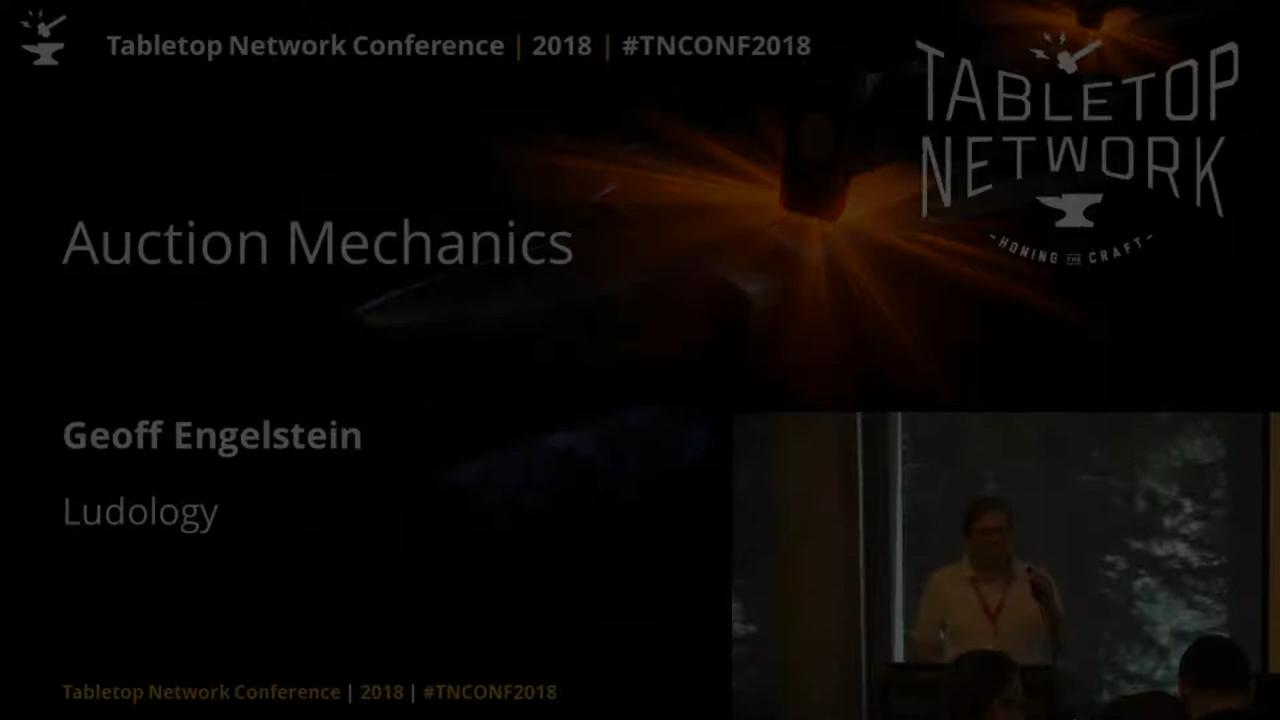 Tabletop Network Conference | 2018 | #TNCONF2018
TABLETOP
NETWORK
-HONING THE CRAFT-
Auction Mechanics
Geoff Engelstein
Ludology
Tabletop Network Conference | 2018 | #TNCONF2018